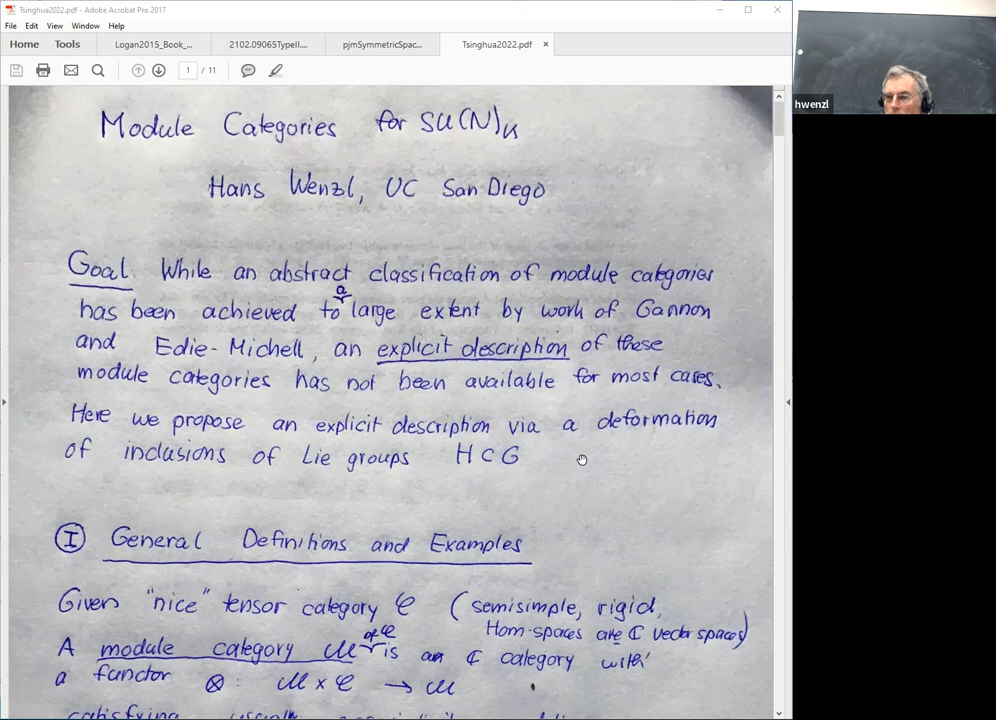 Tsinghua2022.pdf - Adobe Acrobat Pro 2017
File Edit View Window Help
Home Tools Logan2015_Book_... 2102.09065TypeII.... pjmSymmetricSpac... Tsinghua2022.pdf ×
1 / 11
hwenzl
Module Categories for SU(N)k
Hans Wenzl, UC San Diego
Goal While an abstract classification of module categories
has been achieved to a large extent by work of Gannon
and Edie-Michell, an explicit description of these
module categories has not been available for most cases.
Here we propose an explicit description via a deformation
of inclusions of Lie groups H ⊂ G
I General Definitions and Examples
Given "nice" tensor category C (semisimple, rigid,
Hom-spaces are ℂ vector spaces)
A module category M of C is an ℂ category with
a functor ⊗: M × C → M
satisfying usually